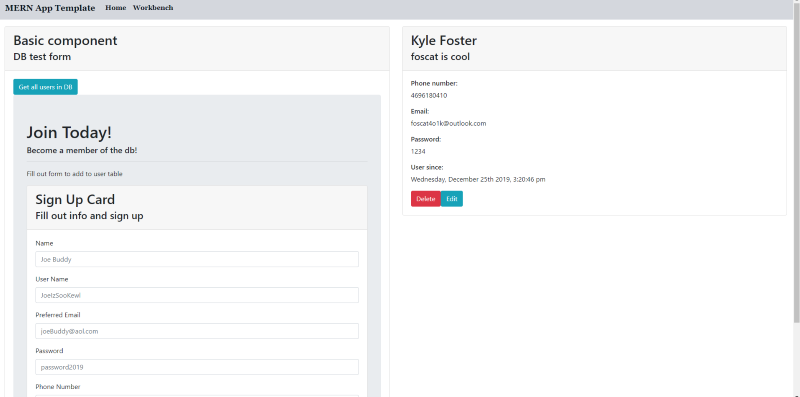 MERN App Template Home Workbench
Basic component
DB test form
Get all users in DB
Join Today!
Become a member of the db!
Fill out form to add to user table
Sign Up Card
Fill out info and sign up
Name
Joe Buddy
User Name
JoeIzSooKewl
Preferred Email
joeBuddy@aol.com
Password
password2019
Phone Number
Kyle Foster
foscat is cool
Phone number:
4696180410
Email:
foscat4o1k@outlook.com
Password:
1234
User since:
Wednesday, December 25th 2019, 3:20:46 pm
Delete Edit